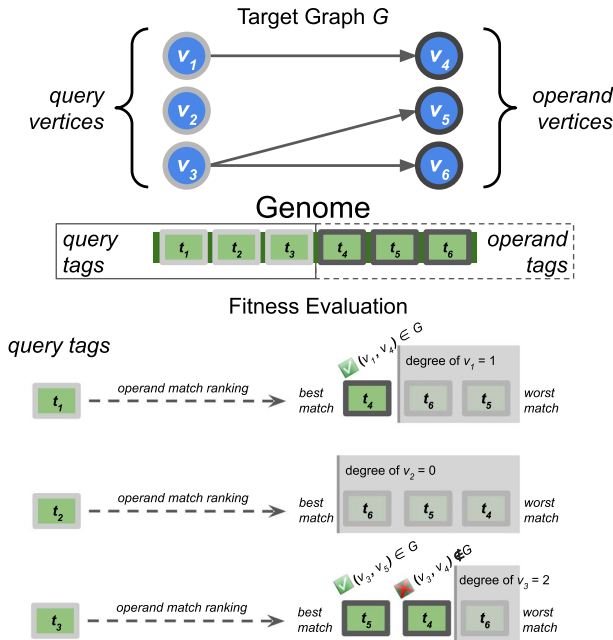 Target Graph G
query vertices
v1
v2
v3
v4
v5
v6
operand vertices
Genome
query tags
t1 t2 t3 t4 t5 t6
operand tags
Fitness Evaluation
query tags
t1
operand match ranking
best match
(v1, v4) ∈ G
t4
degree of v1 = 1
t6 t5
worst match
t2
operand match ranking
best match
degree of v2 = 0
t6 t5 t4
worst match
t3
operand match ranking
best match
(v3, v5) ∈ G
t5
(v3, v4) ∉ G
t4
degree of v3 = 2
t6
worst match